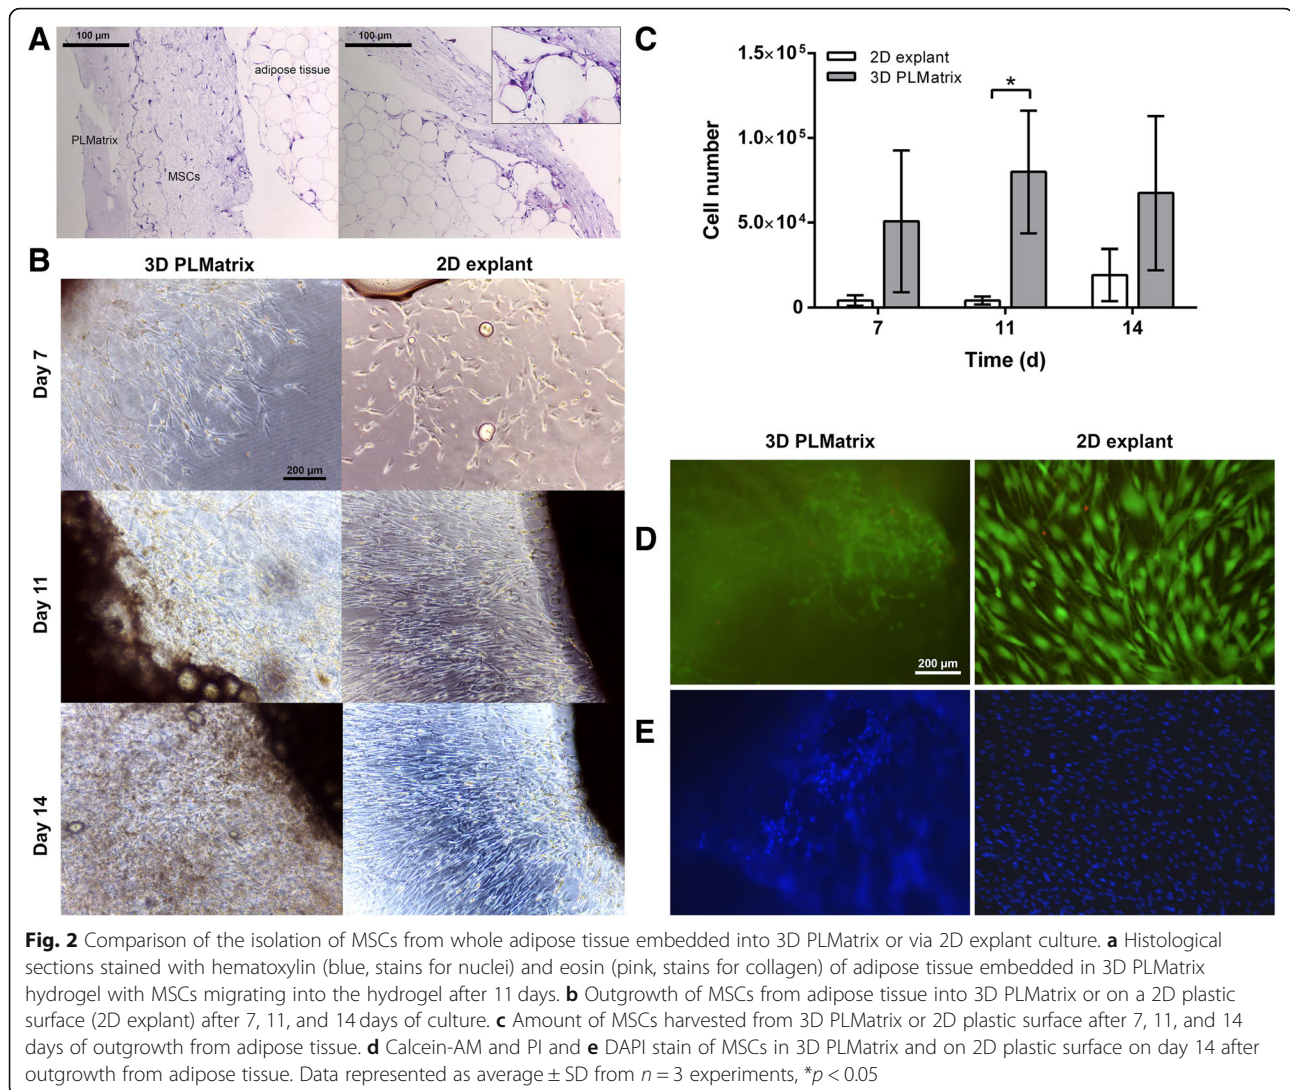 A
100 µm
adipose tissue
PLMatrix
MSCs
100 µm
B
3D PLMatrix
2D explant
Day 7
200 µm
Day 11
Day 14
C
1.5× 10⁵
1.0× 10⁵
5.0× 10⁴
0
Cell number
2D explant
3D PLMatrix
*
7
11
14
Time (d)
3D PLMatrix
2D explant
D
200 µm
E
Fig. 2 Comparison of the isolation of MSCs from whole adipose tissue embedded into 3D PLMatrix or via 2D explant culture. a Histological
sections stained with hematoxylin (blue, stains for nuclei) and eosin (pink, stains for collagen) of adipose tissue embedded in 3D PLMatrix
hydrogel with MSCs migrating into the hydrogel after 11 days. b Outgrowth of MSCs from adipose tissue into 3D PLMatrix or on a 2D plastic
surface (2D explant) after 7, 11, and 14 days of culture. c Amount of MSCs harvested from 3D PLMatrix or 2D plastic surface after 7, 11, and 14
days of outgrowth from adipose tissue. d Calcein-AM and PI and e DAPI stain of MSCs in 3D PLMatrix and on 2D plastic surface on day 14 after
outgrowth from adipose tissue. Data represented as average ± SD from n = 3 experiments, *p < 0.05